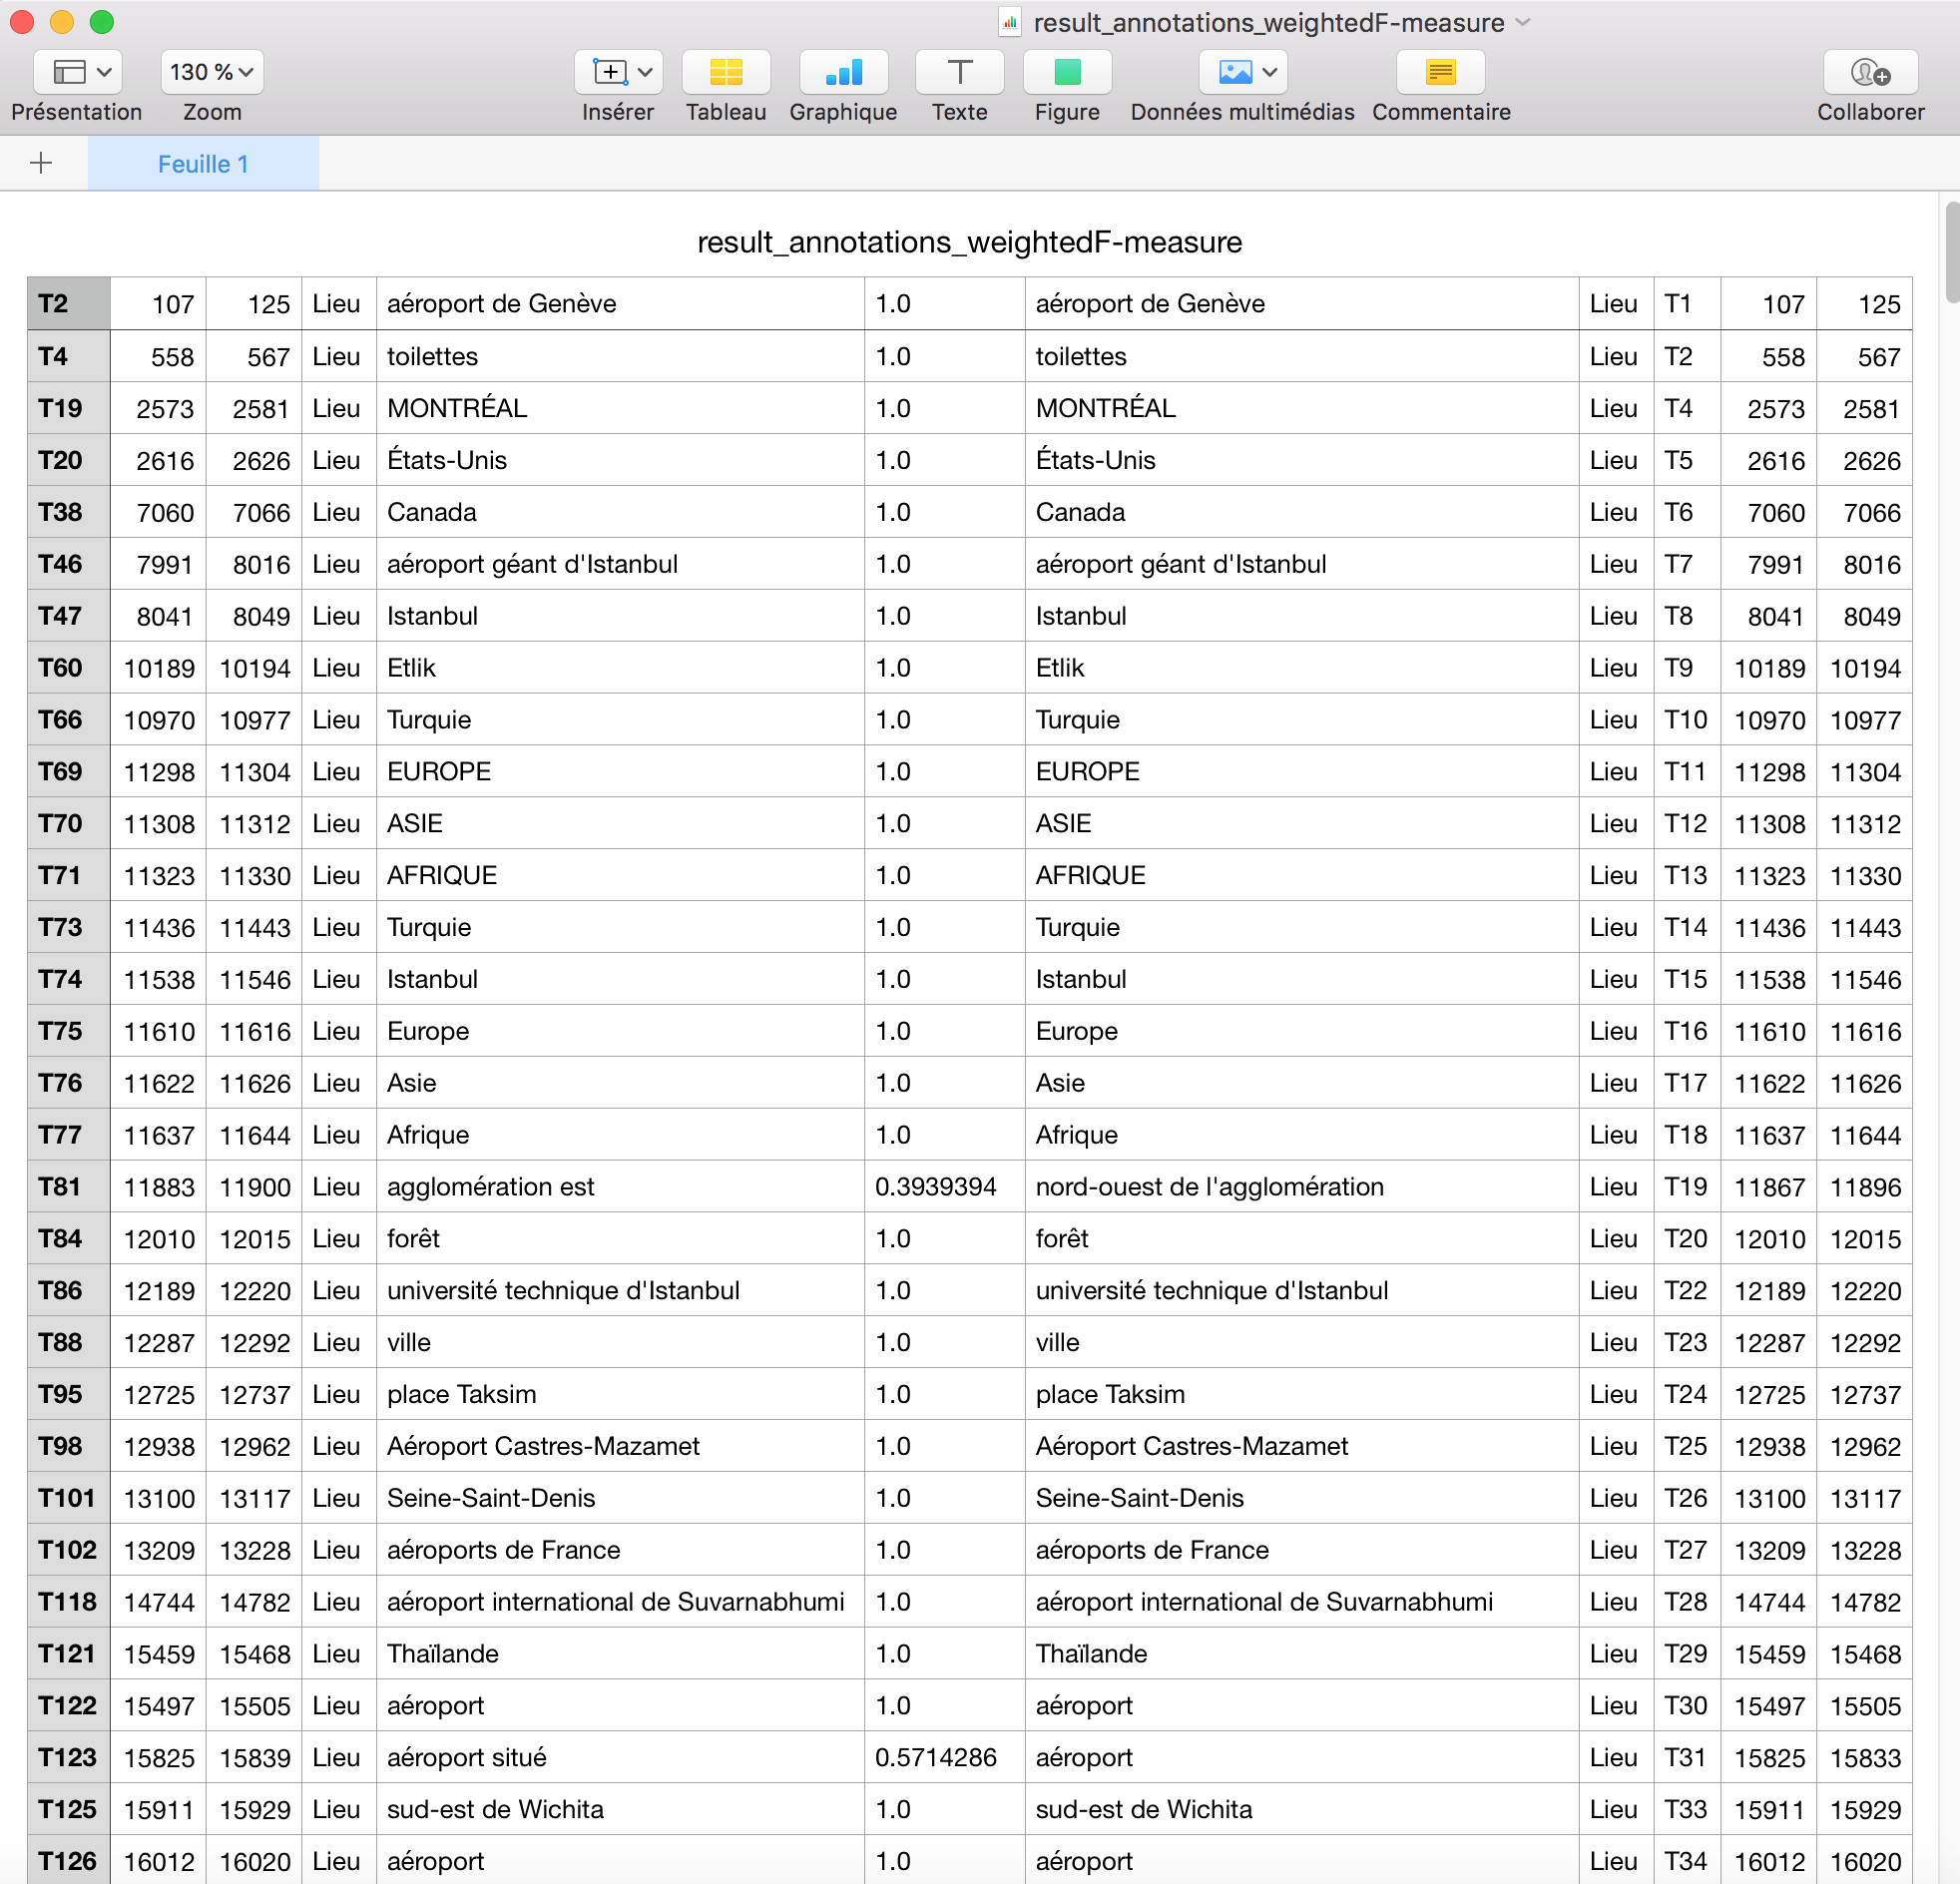 result_annotations_weightedF-measure
130 %
Présentation Zoom Insérer Tableau Graphique Texte Figure Données multimédias Commentaire Collaborer
Feuille 1
result_annotations_weightedF-measure
T2 107 125 Lieu aéroport de Genève 1.0 aéroport de Genève Lieu T1 107 125
T4 558 567 Lieu toilettes 1.0 toilettes Lieu T2 558 567
T19 2573 2581 Lieu MONTRÉAL 1.0 MONTRÉAL Lieu T4 2573 2581
T20 2616 2626 Lieu États-Unis 1.0 États-Unis Lieu T5 2616 2626
T38 7060 7066 Lieu Canada 1.0 Canada Lieu T6 7060 7066
T46 7991 8016 Lieu aéroport géant d'Istanbul 1.0 aéroport géant d'Istanbul Lieu T7 7991 8016
T47 8041 8049 Lieu Istanbul 1.0 Istanbul Lieu T8 8041 8049
T60 10189 10194 Lieu Etlik 1.0 Etlik Lieu T9 10189 10194
T66 10970 10977 Lieu Turquie 1.0 Turquie Lieu T10 10970 10977
T69 11298 11304 Lieu EUROPE 1.0 EUROPE Lieu T11 11298 11304
T70 11308 11312 Lieu ASIE 1.0 ASIE Lieu T12 11308 11312
T71 11323 11330 Lieu AFRIQUE 1.0 AFRIQUE Lieu T13 11323 11330
T73 11436 11443 Lieu Turquie 1.0 Turquie Lieu T14 11436 11443
T74 11538 11546 Lieu Istanbul 1.0 Istanbul Lieu T15 11538 11546
T75 11610 11616 Lieu Europe 1.0 Europe Lieu T16 11610 11616
T76 11622 11626 Lieu Asie 1.0 Asie Lieu T17 11622 11626
T77 11637 11644 Lieu Afrique 1.0 Afrique Lieu T18 11637 11644
T81 11883 11900 Lieu agglomération est 0.3939394 nord-ouest de l'agglomération Lieu T19 11867 11896
T84 12010 12015 Lieu forêt 1.0 forêt Lieu T20 12010 12015
T86 12189 12220 Lieu université technique d'Istanbul 1.0 université technique d'Istanbul Lieu T22 12189 12220
T88 12287 12292 Lieu ville 1.0 ville Lieu T23 12287 12292
T95 12725 12737 Lieu place Taksim 1.0 place Taksim Lieu T24 12725 12737
T98 12938 12962 Lieu Aéroport Castres-Mazamet 1.0 Aéroport Castres-Mazamet Lieu T25 12938 12962
T101 13100 13117 Lieu Seine-Saint-Denis 1.0 Seine-Saint-Denis Lieu T26 13100 13117
T102 13209 13228 Lieu aéroports de France 1.0 aéroports de France Lieu T27 13209 13228
T118 14744 14782 Lieu aéroport international de Suvarnabhumi 1.0 aéroport international de Suvarnabhumi Lieu T28 14744 14782
T121 15459 15468 Lieu Thaïlande 1.0 Thaïlande Lieu T29 15459 15468
T122 15497 15505 Lieu aéroport 1.0 aéroport Lieu T30 15497 15505
T123 15825 15839 Lieu aéroport situé 0.5714286 aéroport Lieu T31 15825 15833
T125 15911 15929 Lieu sud-est de Wichita 1.0 sud-est de Wichita Lieu T33 15911 15929
T126 16012 16020 Lieu aéroport 1.0 aéroport Lieu T34 16012 16020